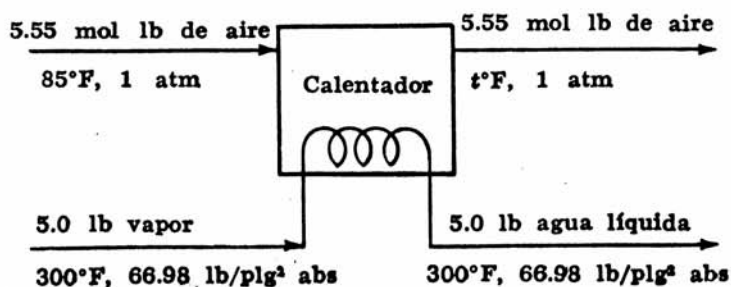 5.55 mol lb de aire
5.55 mol lb de aire
85°F, 1 atm
Calentador
t°F, 1 atm
5.0 lb vapor
5.0 lb agua líquida
300°F, 66.98 lb/plg² abs
300°F, 66.98 lb/plg² abs